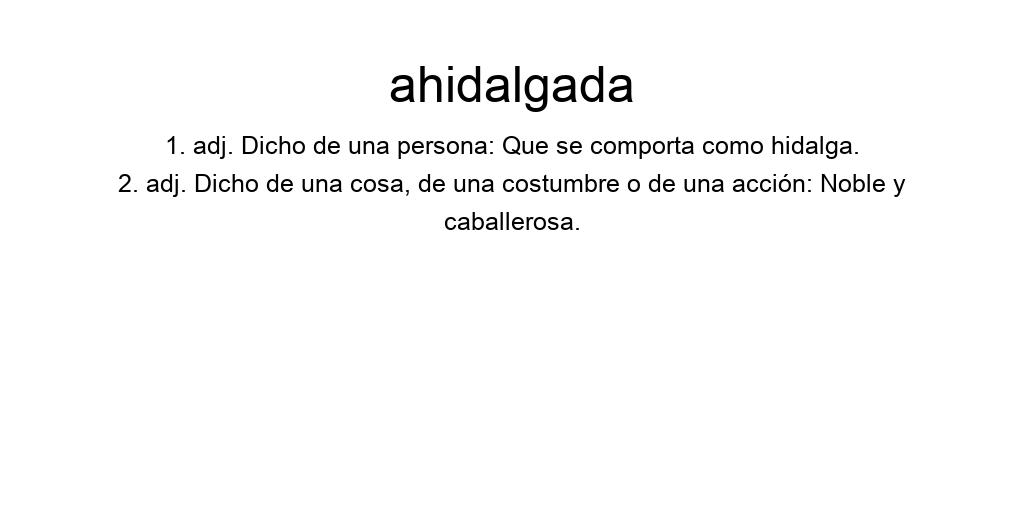 ahidalgada
1. adj. Dicho de una persona: Que se comporta como hidalga.
2. adj. Dicho de una cosa, de una costumbre o de una acción: Noble y
caballerosa.